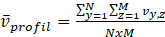 v̄_profil = (∑_{y=1}^{N} ∑_{z=1}^{M} v_{y,z}) / (NxM)